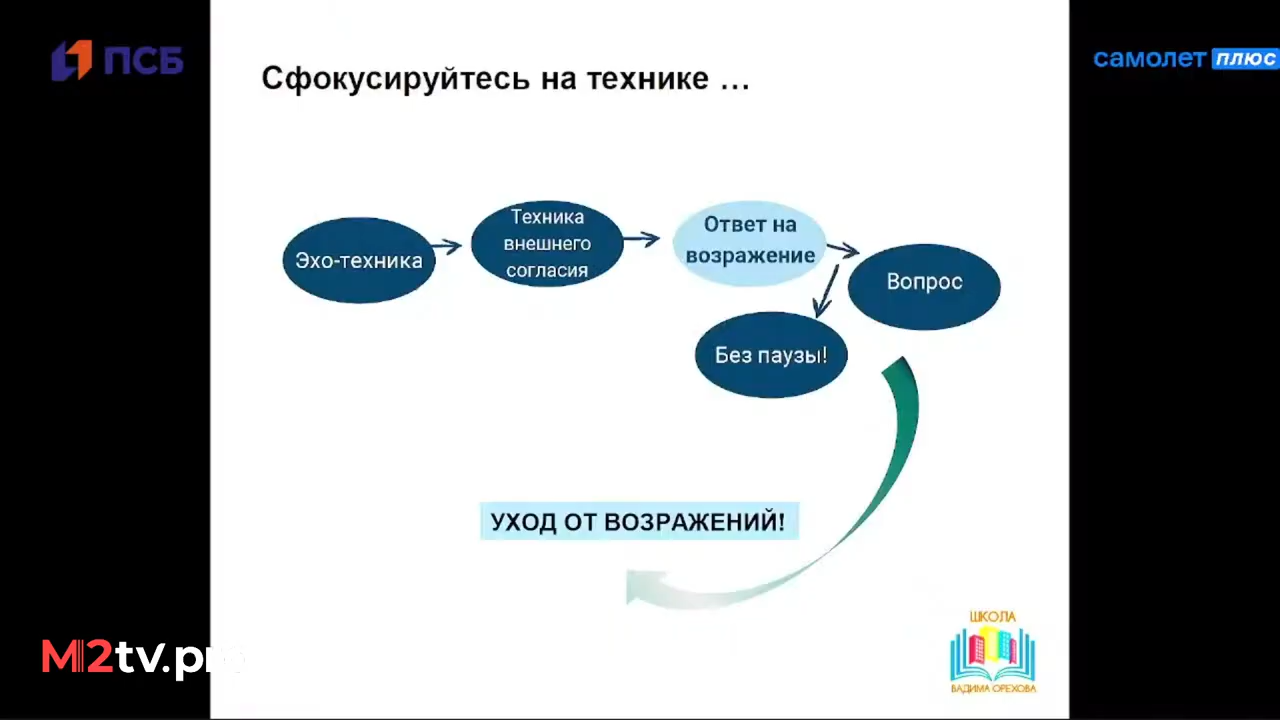 ПСБ
самолет плюс
Сфокусируйтесь на технике ...
Эхо-техника
Техника
внешнего
согласия
Ответ на
возражение
Вопрос
Без паузы!
УХОД ОТ ВОЗРАЖЕНИЙ!
M2tv.pro
ШКОЛА
ВАДИМА ОРЕХОВА